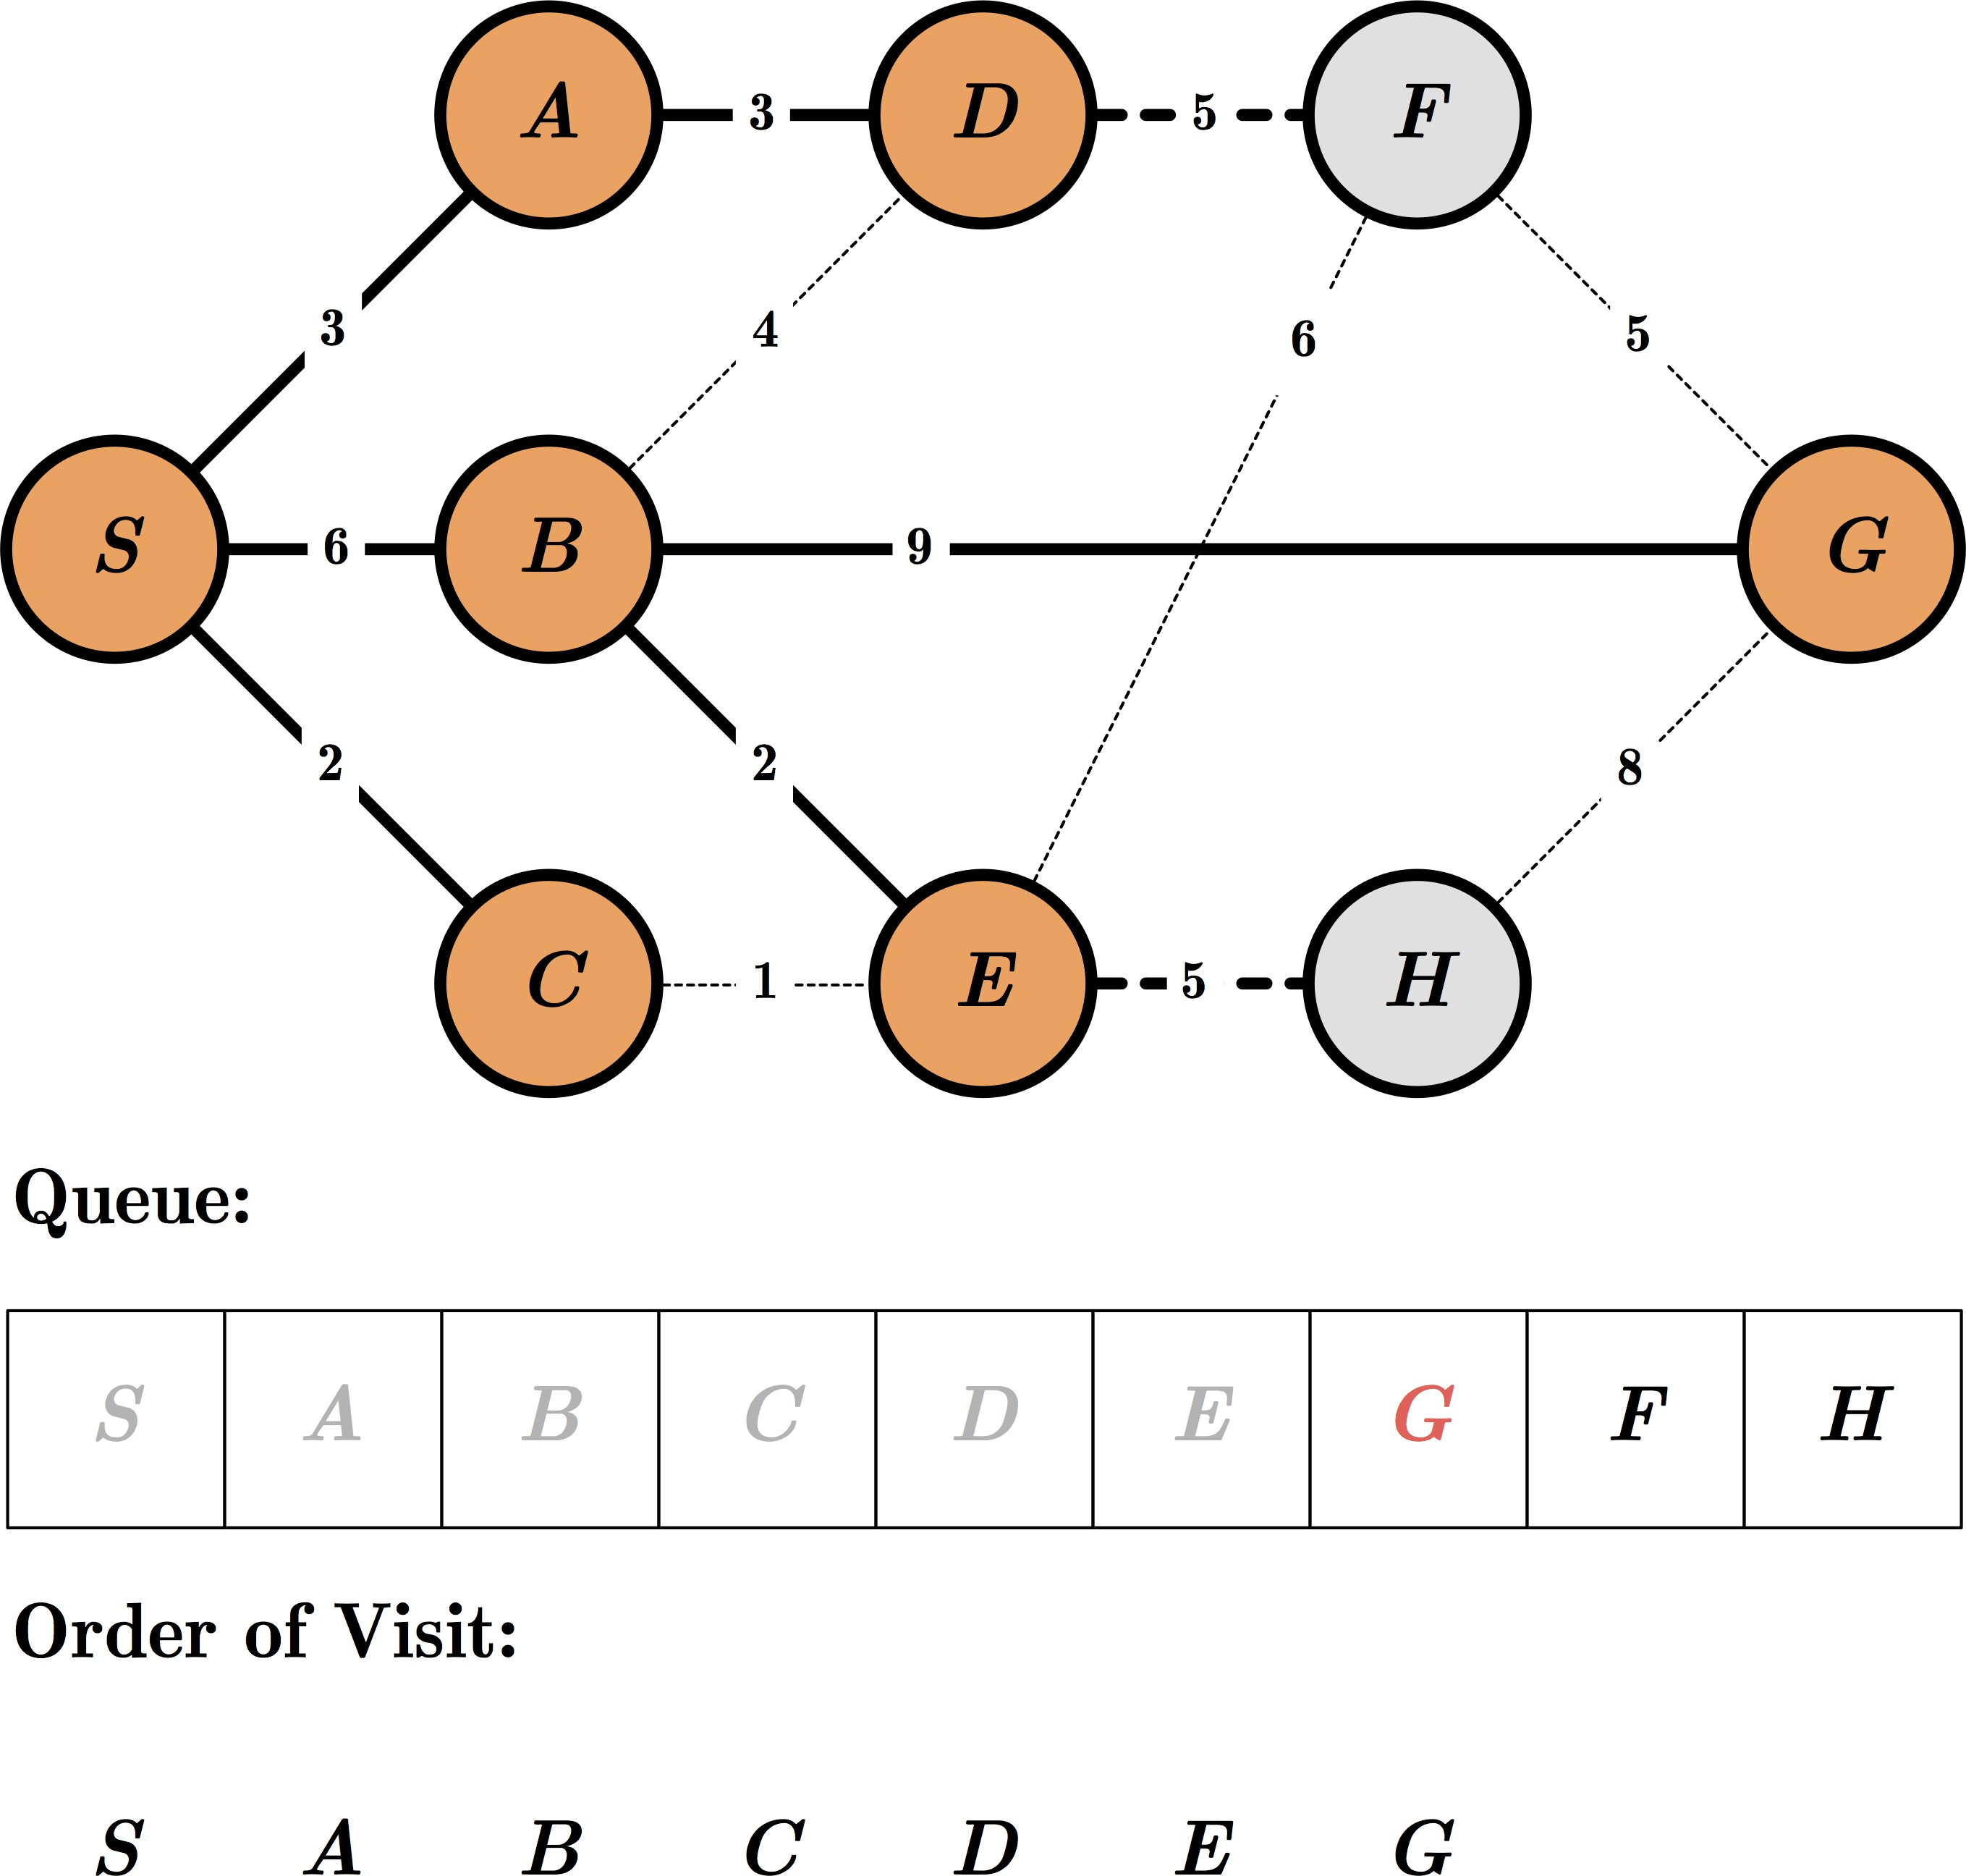 A 3 D 5 F
3 4 6 5
S 6 B 9 G
2 2 8
C 1 E 5 H
Queue:
S A B C D E G F H
Order of Visit:
S A B C D E G